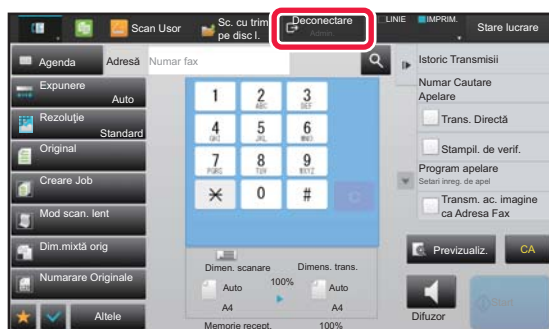 Scan Usor
Sc. cu trim
pe disc l.
Deconectare
Admin
LINIE
IMPRIM.
Stare lucrare
Agenda
Adresă
Numar fax
Istoric Transmisii
Expunere
Auto
Rezoluţie
Standard
Original
Creare Job
Mod scan. lent
Dim.mixtă orig
Numarare Originale
Altele
1
2
ABC
3
DEF
4
GHI
5
JKL
6
MNO
7
PQRS
8
TUV
9
WXYZ
0
#
Dimen. scanare
Dimens. trans.
Auto
100%
Auto
A4
A4
Memorie recept.
100%
Numar Cautare
Apelare
Trans. Directă
Stampil. de verif.
Program apelare
Setari inreg. de apel
Transm. ac. imagine
ca Adresa Fax
Previzualiz.
CA
Difuzor
Start